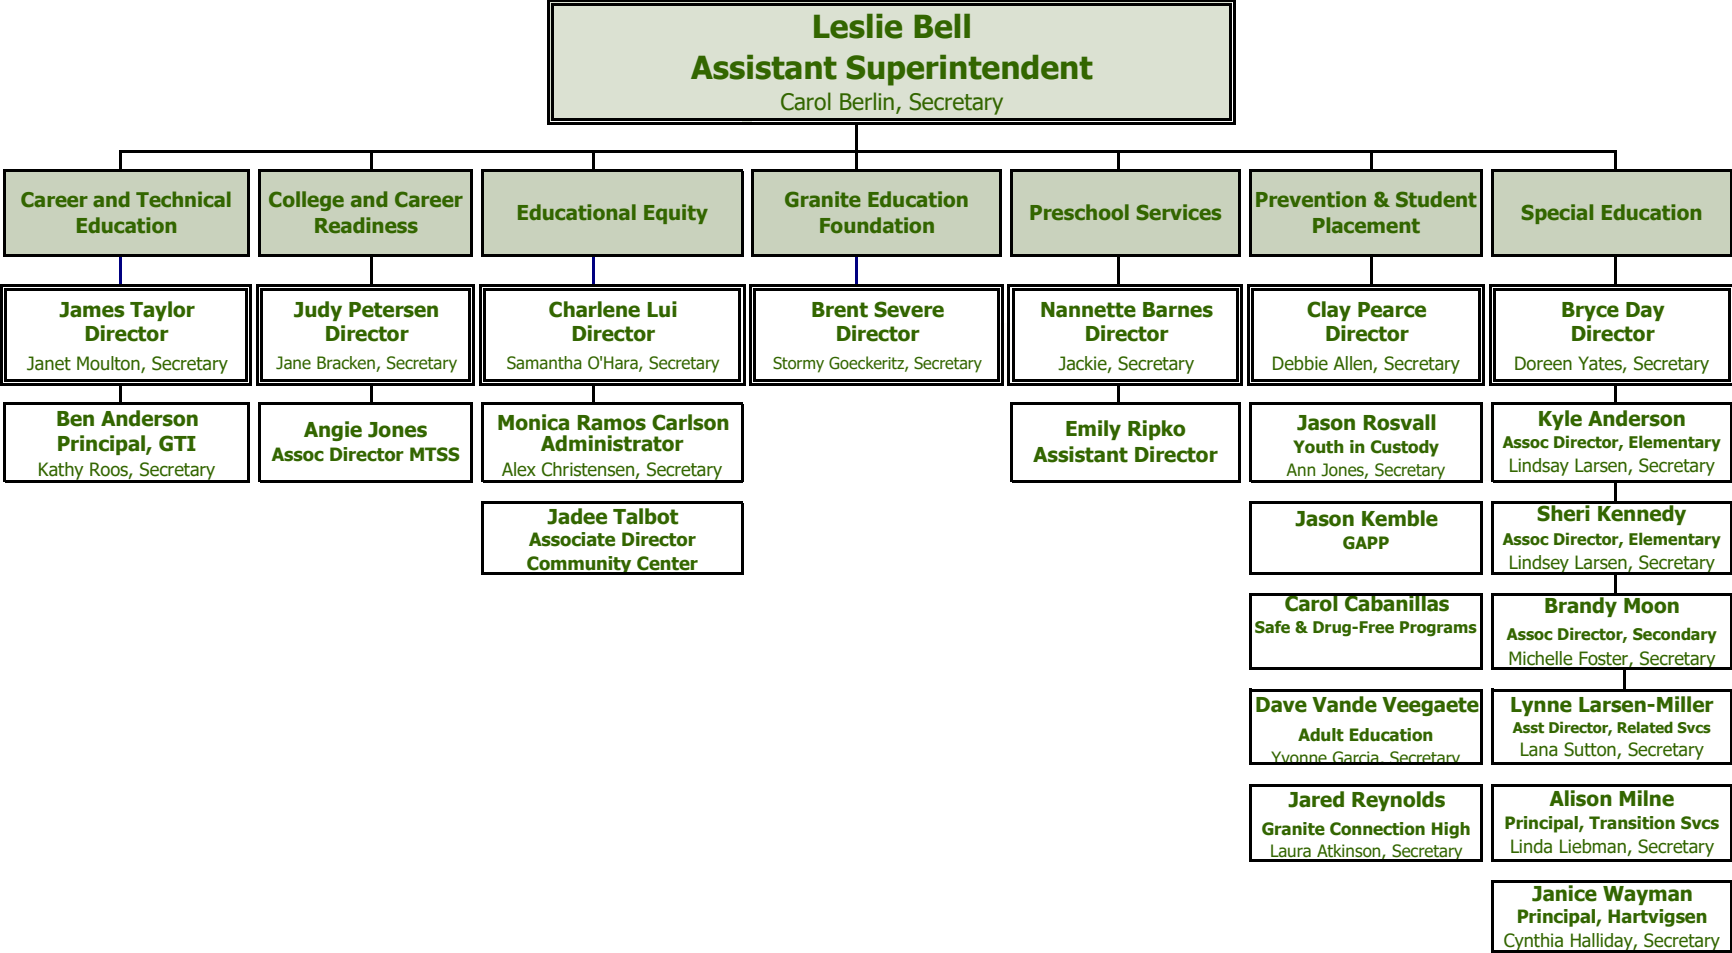 Leslie Bell
Assistant Superintendent
Carol Berlin, Secretary
Career and Technical
Education
College and Career
Readiness
Educational Equity
Granite Education
Foundation
Preschool Services
Prevention & Student
Placement
Special Education
James Taylor
Director
Janet Moulton, Secretary
Judy Petersen
Director
Jane Bracken, Secretary
Charlene Lui
Director
Samantha O'Hara, Secretary
Brent Severe
Director
Stormy Goeckeritz, Secretary
Nannette Barnes
Director
Jackie, Secretary
Clay Pearce
Director
Debbie Allen, Secretary
Bryce Day
Director
Doreen Yates, Secretary
Ben Anderson
Principal, GTI
Kathy Roos, Secretary
Angie Jones
Assoc Director MTSS
Monica Ramos Carlson
Administrator
Alex Christensen, Secretary
Emily Ripko
Assistant Director
Jason Rosvall
Youth in Custody
Ann Jones, Secretary
Kyle Anderson
Assoc Director, Elementary
Lindsay Larsen, Secretary
Jadee Talbot
Associate Director
Community Center
Jason Kemble
GAPP
Sheri Kennedy
Assoc Director, Elementary
Lindsey Larsen, Secretary
Carol Cabanillas
Safe & Drug-Free Programs
Brandy Moon
Assoc Director, Secondary
Michelle Foster, Secretary
Dave Vande Veegaete
Adult Education
Yvonne Garcia, Secretary
Lynne Larsen-Miller
Asst Director, Related Svcs
Lana Sutton, Secretary
Jared Reynolds
Granite Connection High
Laura Atkinson, Secretary
Alison Milne
Principal, Transition Svcs
Linda Liebman, Secretary
Janice Wayman
Principal, Hartvigsen
Cynthia Halliday, Secretary